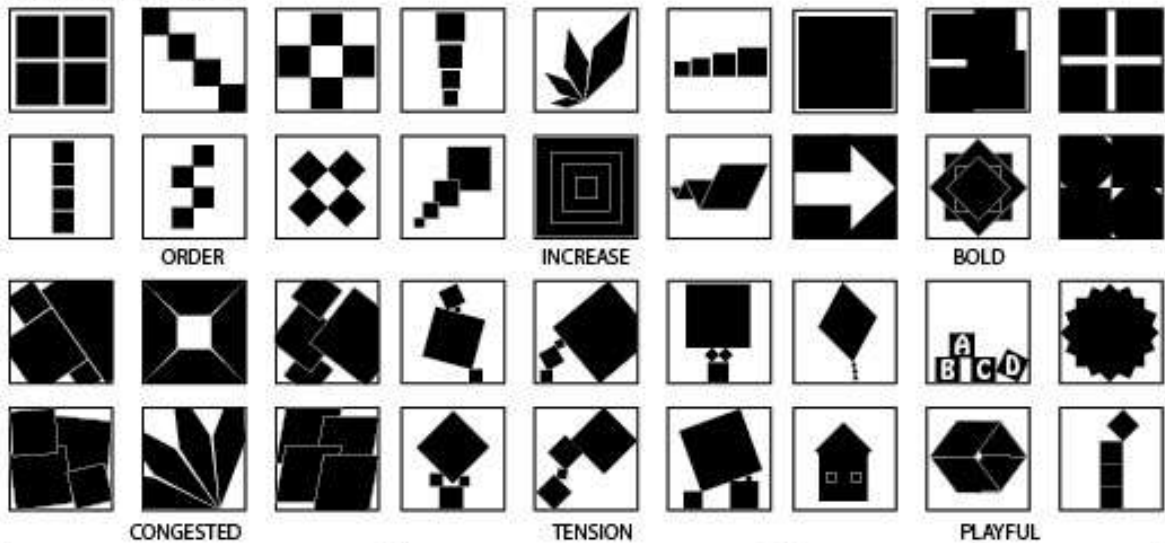 ORDER
INCREASE
BOLD
A
B C D
CONGESTED
TENSION
PLAYFUL